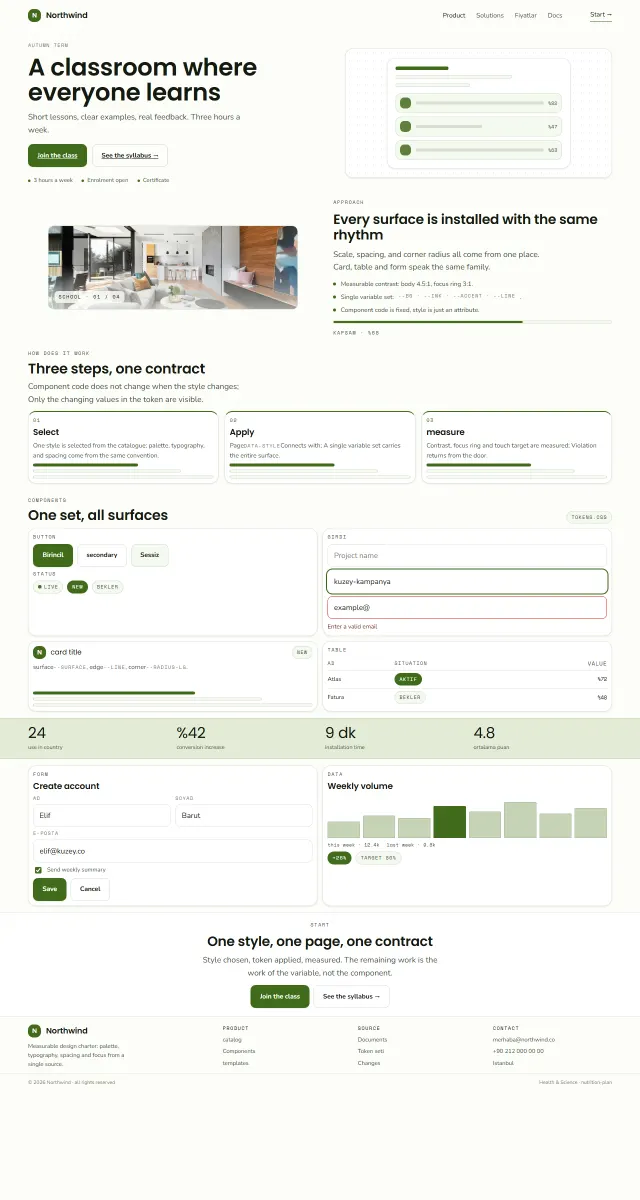 N Northwind
Product Solutions Fiyatlar Docs Start →
AUTUMN TERM
A classroom where
everyone learns
Short lessons, clear examples, real feedback. Three hours a
week.
Join the class See the syllabus →
3 hours a week Enrolment open Certificate
%82
%47
%63
APPROACH
Every surface is installed with the same
rhythm
Scale, spacing, and corner radius all come from one place.
Card, table and form speak the same family.
Measurable contrast: body 4.5:1, focus ring 3:1.
Single variable set: --BG · --INK · --ACCENT · --LINE .
Component code is fixed, style is just an attribute.
SCHOOL · 01 / 04
KAPSAM · %68
HOW DOES IT WORK
Three steps, one contract
Component code does not change when the style changes;
Only the changing values in the token are visible.
01
Select
One style is selected from the catalogue; palette, typography,
and spacing come from the same convention.
02
Apply
PageDATA-STYLEConnects with; A single variable set carries
the entire surface.
03
measure
Contrast, focus ring and touch target are measured; Violation
returns from the door.
COMPONENTS
One set, all surfaces
TOKENS.CSS
BUTTON
Birincil secondary Sessiz
STATUS
LIVE NEW BEKLER
GIRDI
Project name
kuzey-kampanya
example@
Enter a valid email
N card title NEW
surface--SURFACE, edge--LINE, corner--RADIUS-LG.
TABLE
AD SITUATION VALUE
Atlas AKTIF %72
Fatura BEKLER %40
24
use in country
%42
conversion increase
9 dk
installation time
4.8
ortalama puan
FORM
Create account
AD SOYAD
Elif Barut
E-POSTA
elif@kuzey.co
Send weekly summary
Save Cancel
DATA
Weekly volume
this week · 12.4k last week · 9.8k
+26% TARGET 90%
START
One style, one page, one contract
Style chosen, token applied, measured. The remaining work is the
work of the variable, not the component.
Join the class See the syllabus →
N Northwind
Measurable design charter: palette,
typography, spacing and focus from a
single source.
PRODUCT
catalog
Components
templates
SOURCE
Documents
Token seti
Changes
CONTACT
merhaba@northwind.co
+90 212 000 00 00
Istanbul
© 2026 Northwind · all rights reserved
Health & Science · nutrition-plan